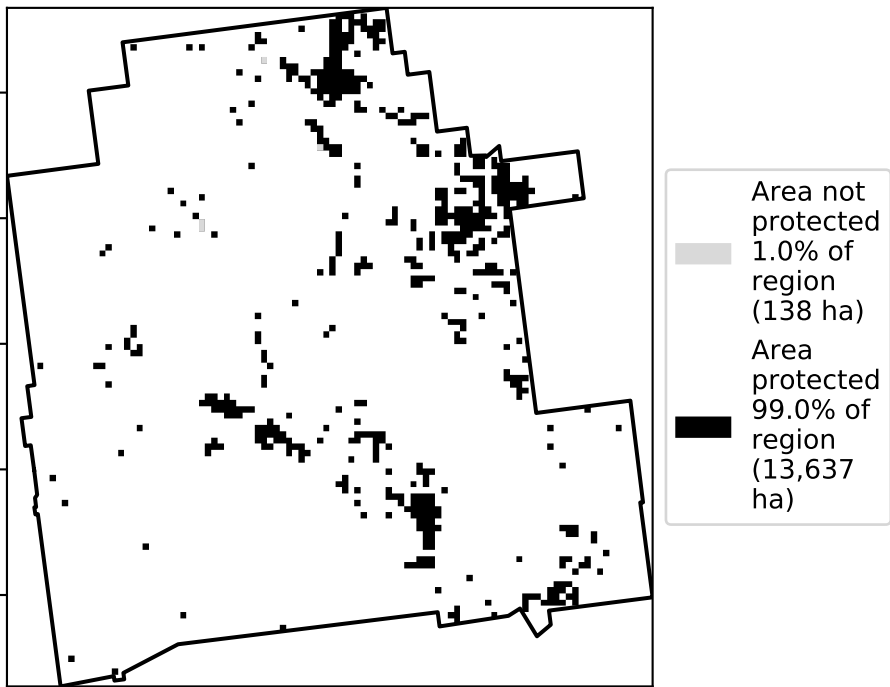 Area not
protected
1.0% of
region
(138 ha)
Area
protected
99.0% of
region
(13,637
ha)